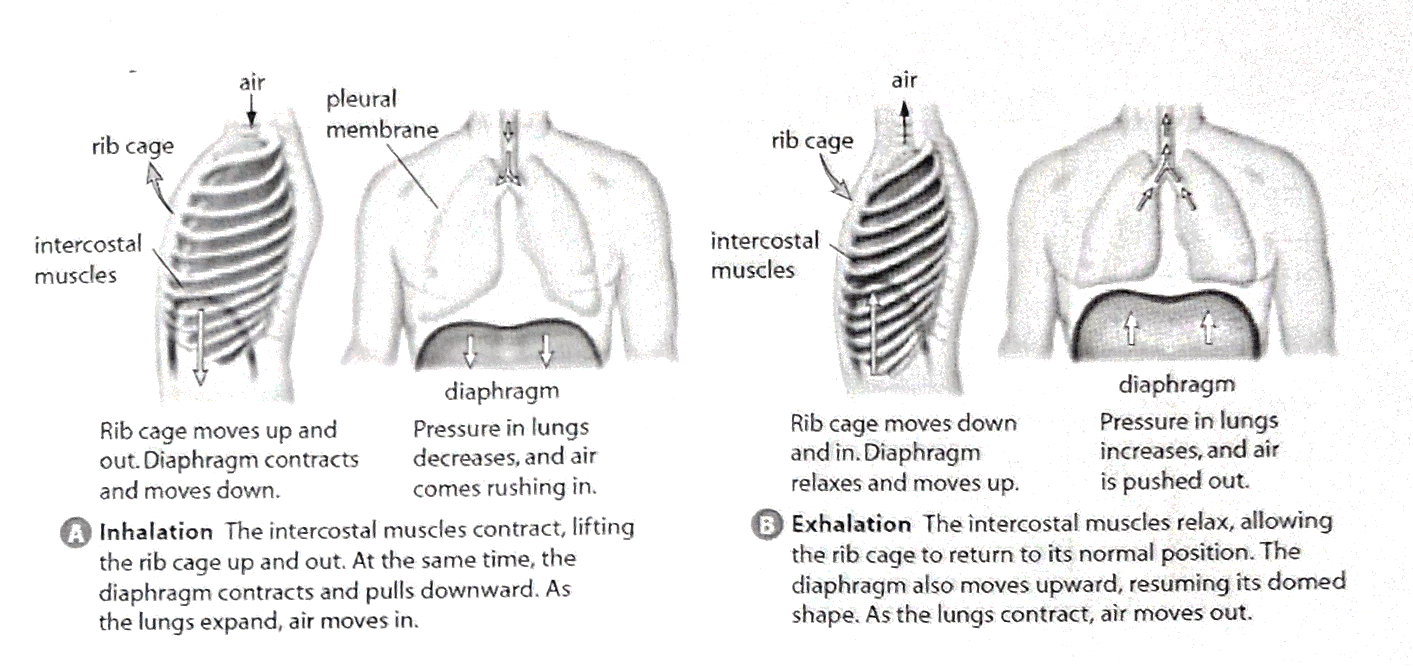 air
pleural
membrane
rib cage
intercostal
muscles
diaphragm
Rib cage moves up and
out. Diaphragm contracts
and moves down.
Pressure in lungs
decreases, and air
comes rushing in.
A Inhalation The intercostal muscles contract, lifting
the rib cage up and out. At the same time, the
diaphragm contracts and pulls downward. As
the lungs expand, air moves in.
air
rib cage
intercostal
muscles
diaphragm
Rib cage moves down
and in. Diaphragm
relaxes and moves up.
Pressure in lungs
increases, and air
is pushed out.
B Exhalation The intercostal muscles relax, allowing
the rib cage to return to its normal position. The
diaphragm also moves upward, resuming its domed
shape. As the lungs contract, air moves out.